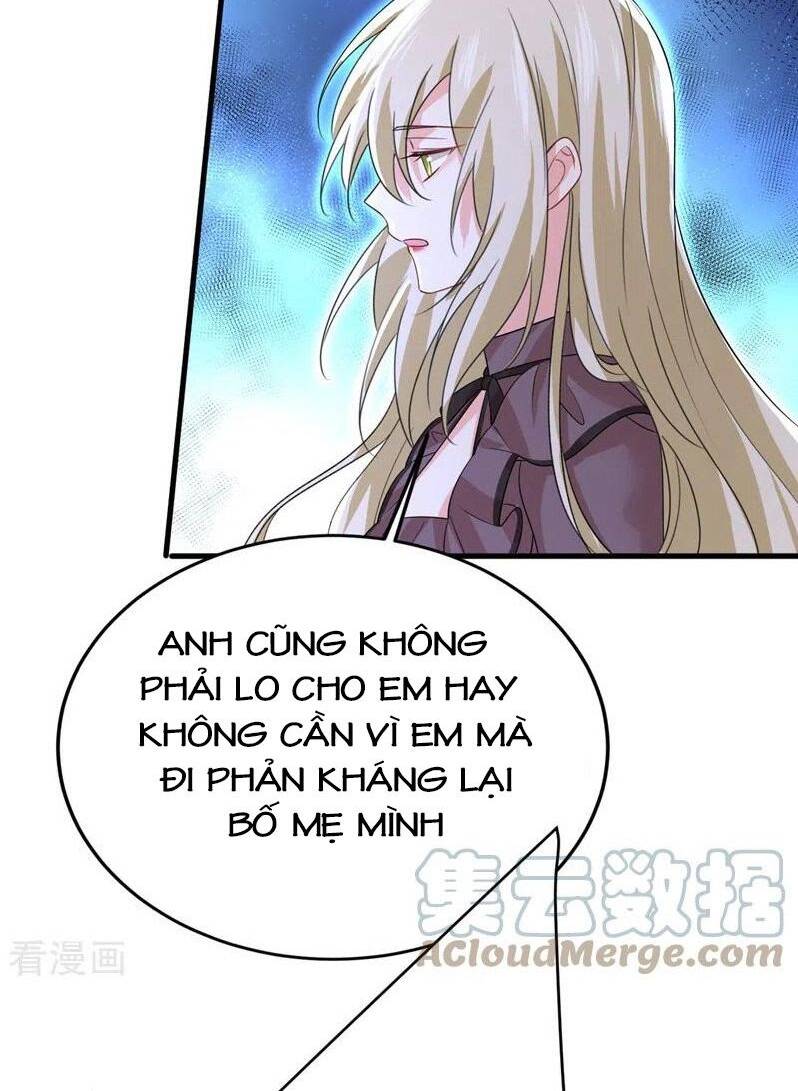 ANH CŨNG KHÔNG
PHẢI LO CHO EM HAY
KHÔNG CẦN VÌ EM MÀ
ĐI PHẢN KHÁNG LẠI
BỐ MẸ MÌNH
集云数据
ACloudMerge.com
看漫画